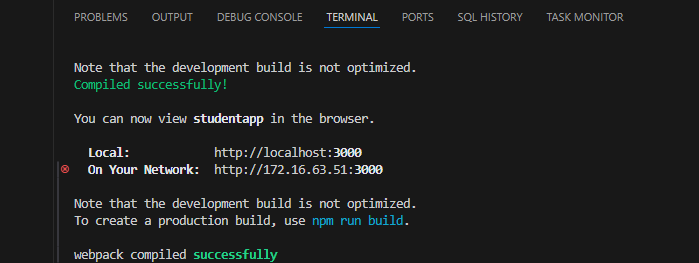 PROBLEMS OUTPUT DEBUG CONSOLE TERMINAL PORTS SQL HISTORY TASK MONITOR
Note that the development build is not optimized.
Compiled successfully!
You can now view studentapp in the browser.
Local: http://localhost:3000
On Your Network: http://172.16.63.51:3000
Note that the development build is not optimized.
To create a production build, use npm run build.
webpack compiled successfully